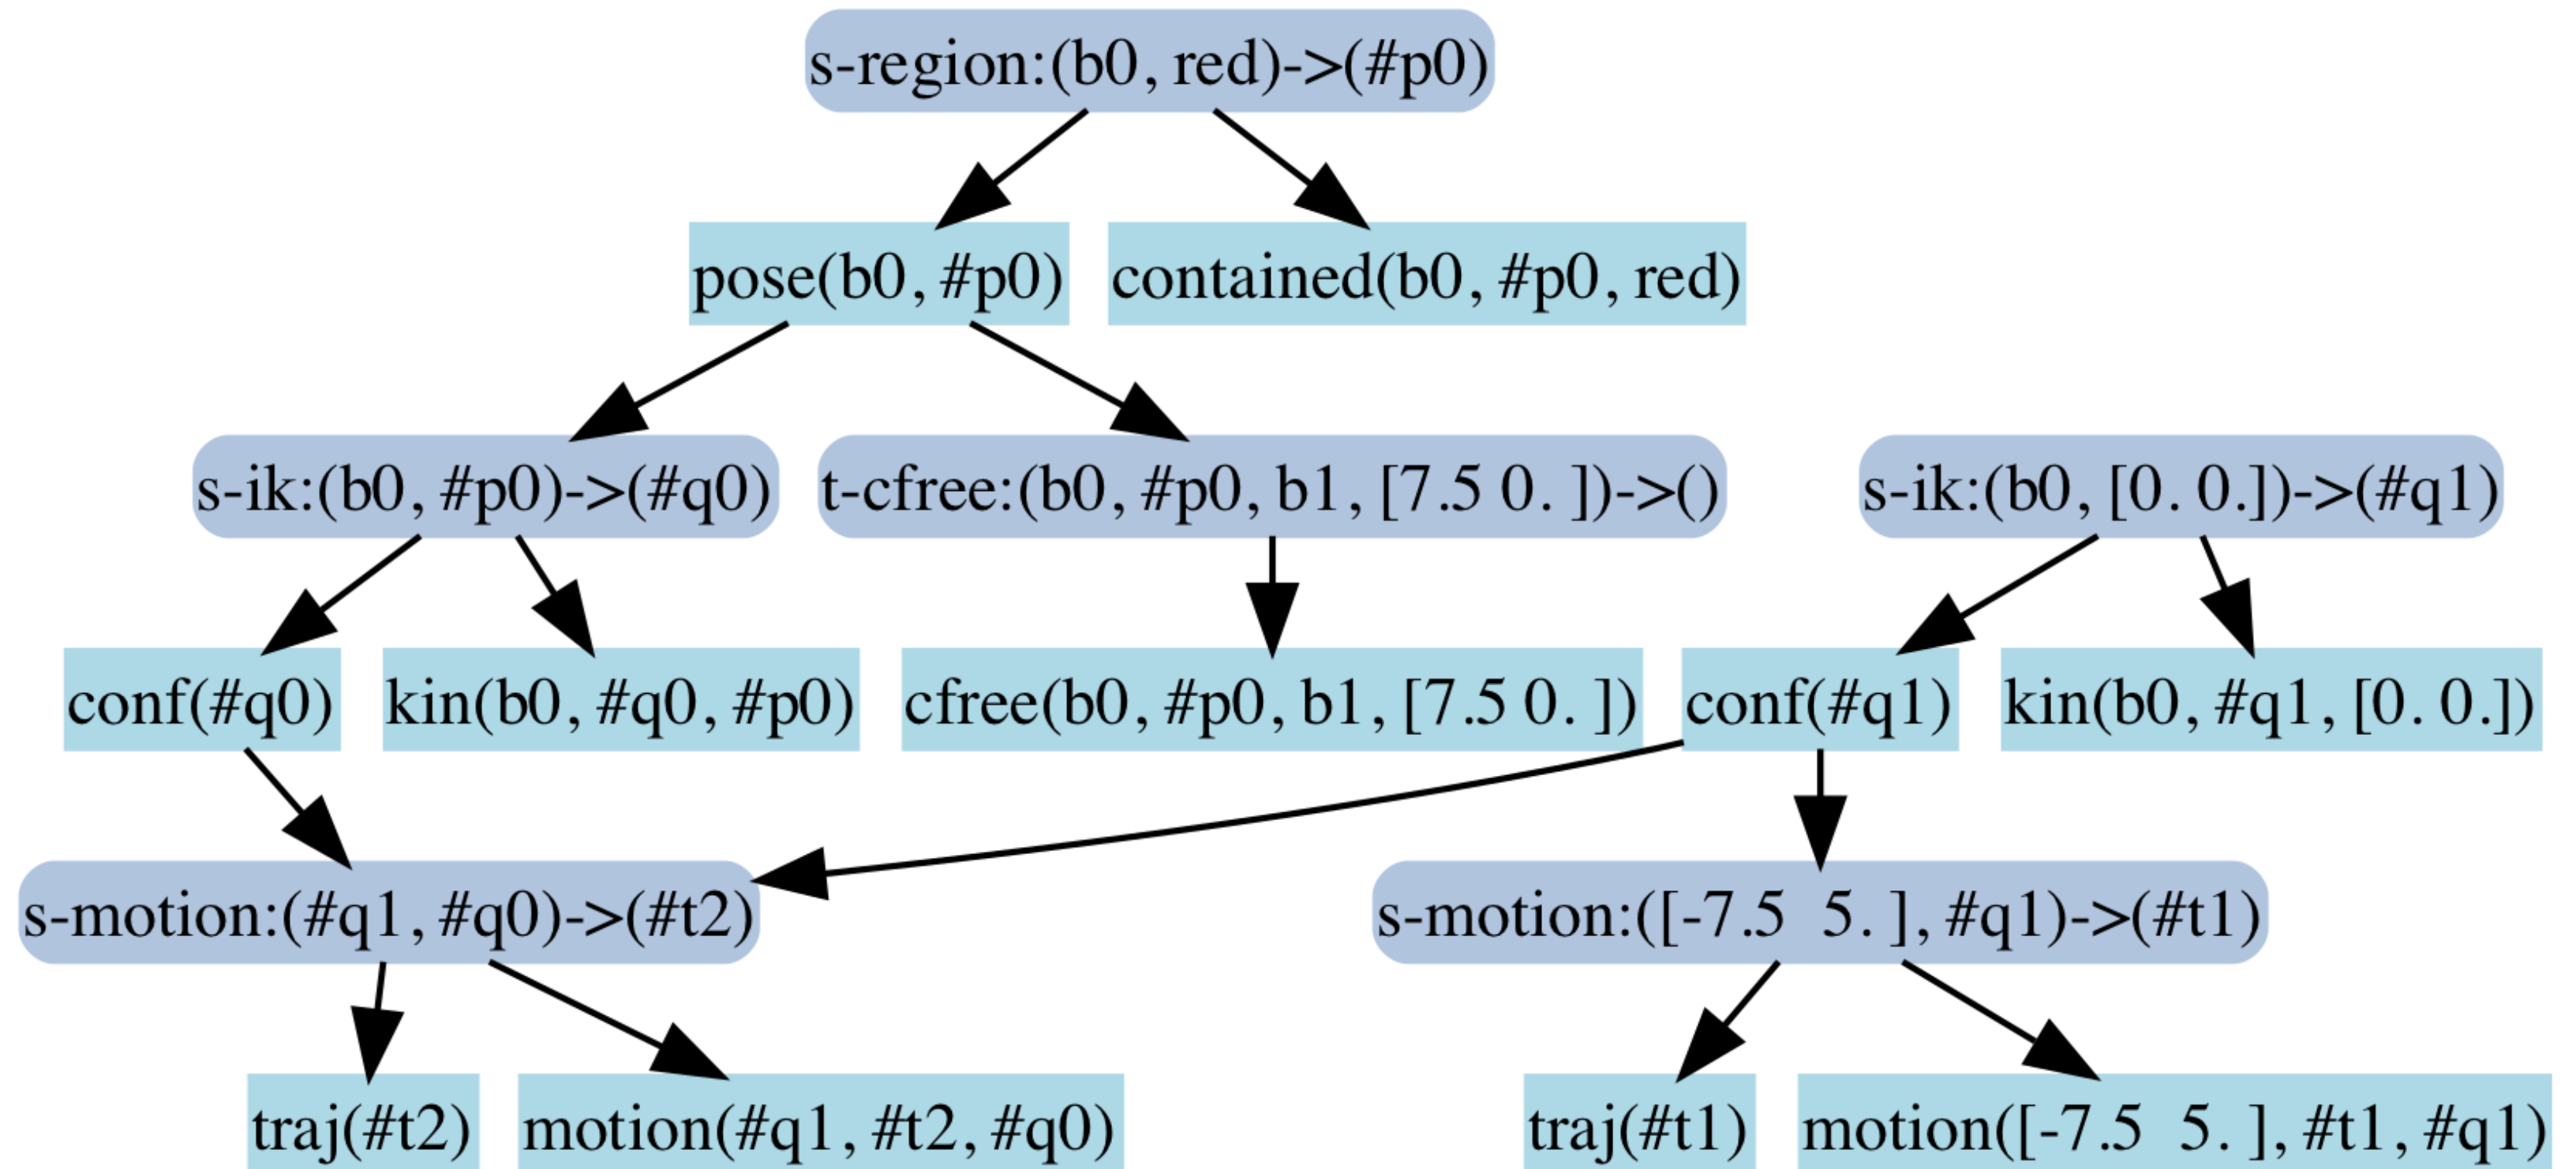 s-region:(b0, red)->(#p0)
pose(b0, #p0)
contained(b0, #p0, red)
s-ik:(b0, #p0)->(#q0)
t-cfree:(b0, #p0, b1, [7.5 0. ])->()
s-ik:(b0, [0. 0.])->(#q1)
conf(#q0)
kin(b0, #q0, #p0)
cfree(b0, #p0, b1, [7.5 0. ])
conf(#q1)
kin(b0, #q1, [0. 0.])
s-motion:(#q1, #q0)->(#t2)
s-motion:([-7.5  5. ], #q1)->(#t1)
traj(#t2)
motion(#q1, #t2, #q0)
traj(#t1)
motion([-7.5  5. ], #t1, #q1)